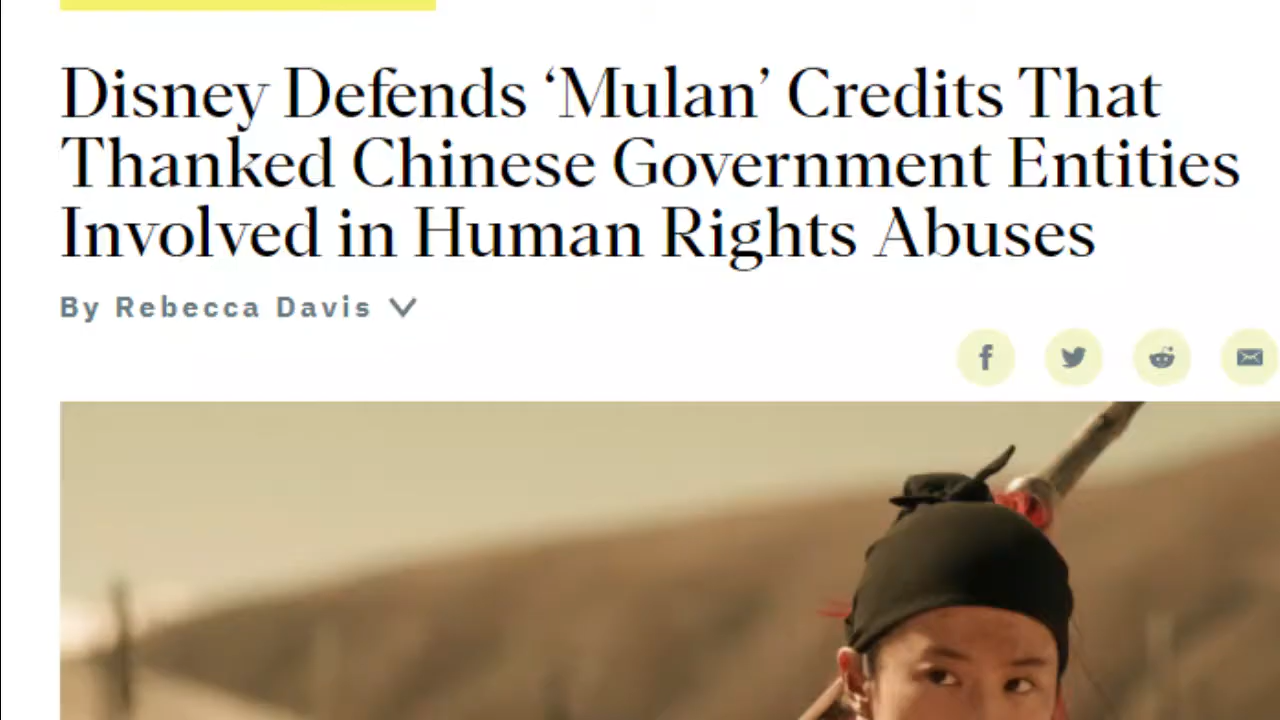 Disney Defends ‘Mulan’ Credits That
Thanked Chinese Government Entities
Involved in Human Rights Abuses
By Rebecca Davis